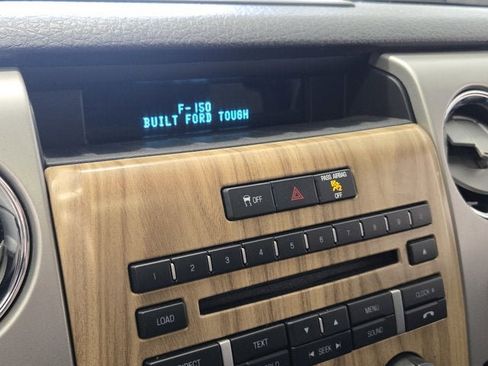 F-150
BUILT FORD TOUGH
OFF
PASS AIRBAG
OFF
1 2 3 4 5 6 7 8 9 0
LOAD
TEXT
MENU
CLOCK
SEEK
SOUND